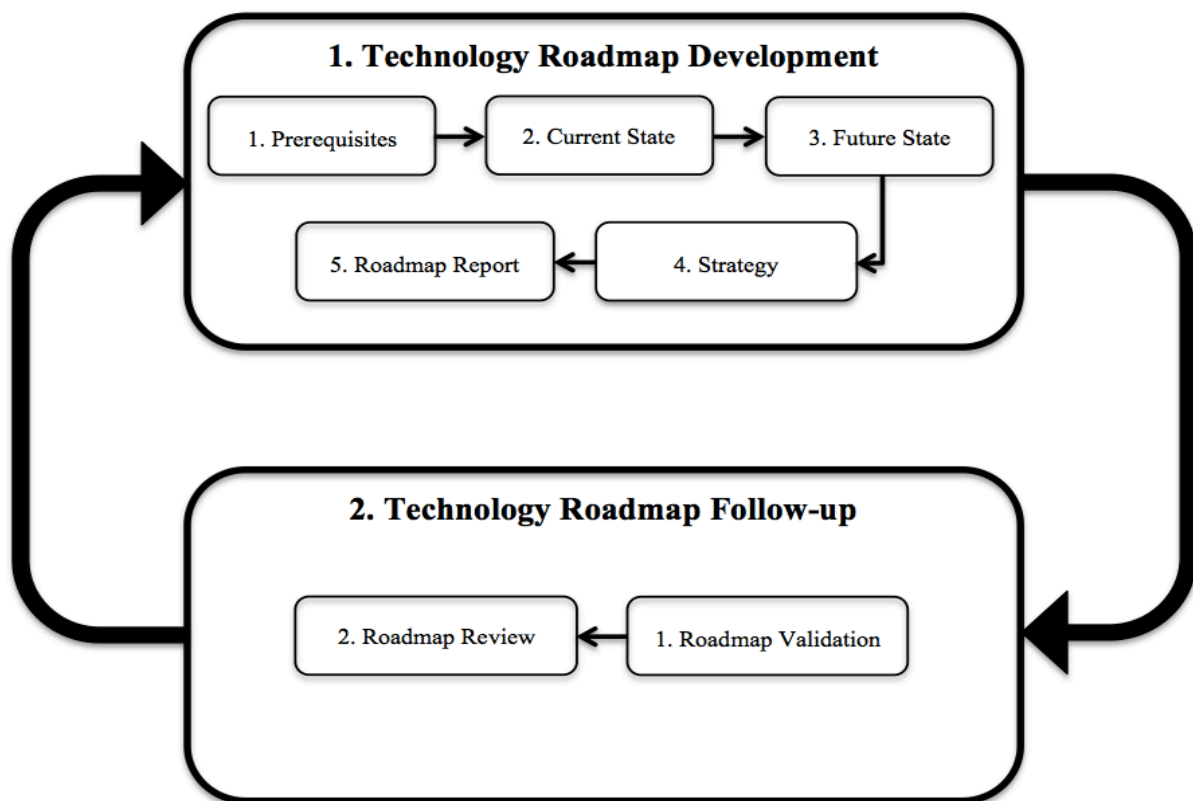 1. Technology Roadmap Development
1. Prerequisites
2. Current State
3. Future State
5. Roadmap Report
4. Strategy
2. Technology Roadmap Follow-up
2. Roadmap Review
1. Roadmap Validation